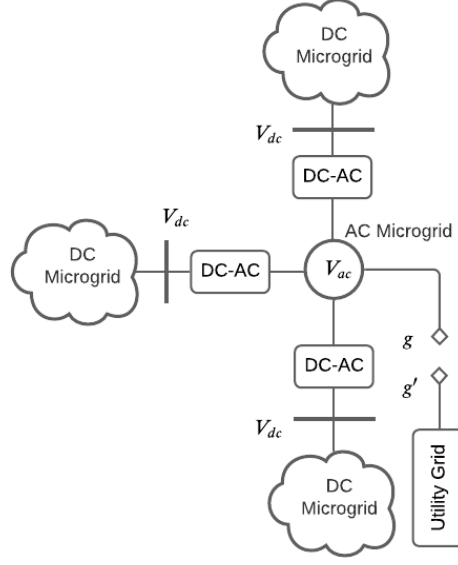 DC
Microgrid
V_dc
DC-AC
AC Microgrid
V_dc
DC
Microgrid
DC-AC
V_ac
g
DC-AC
g′
V_dc
DC
Microgrid
Utility Grid